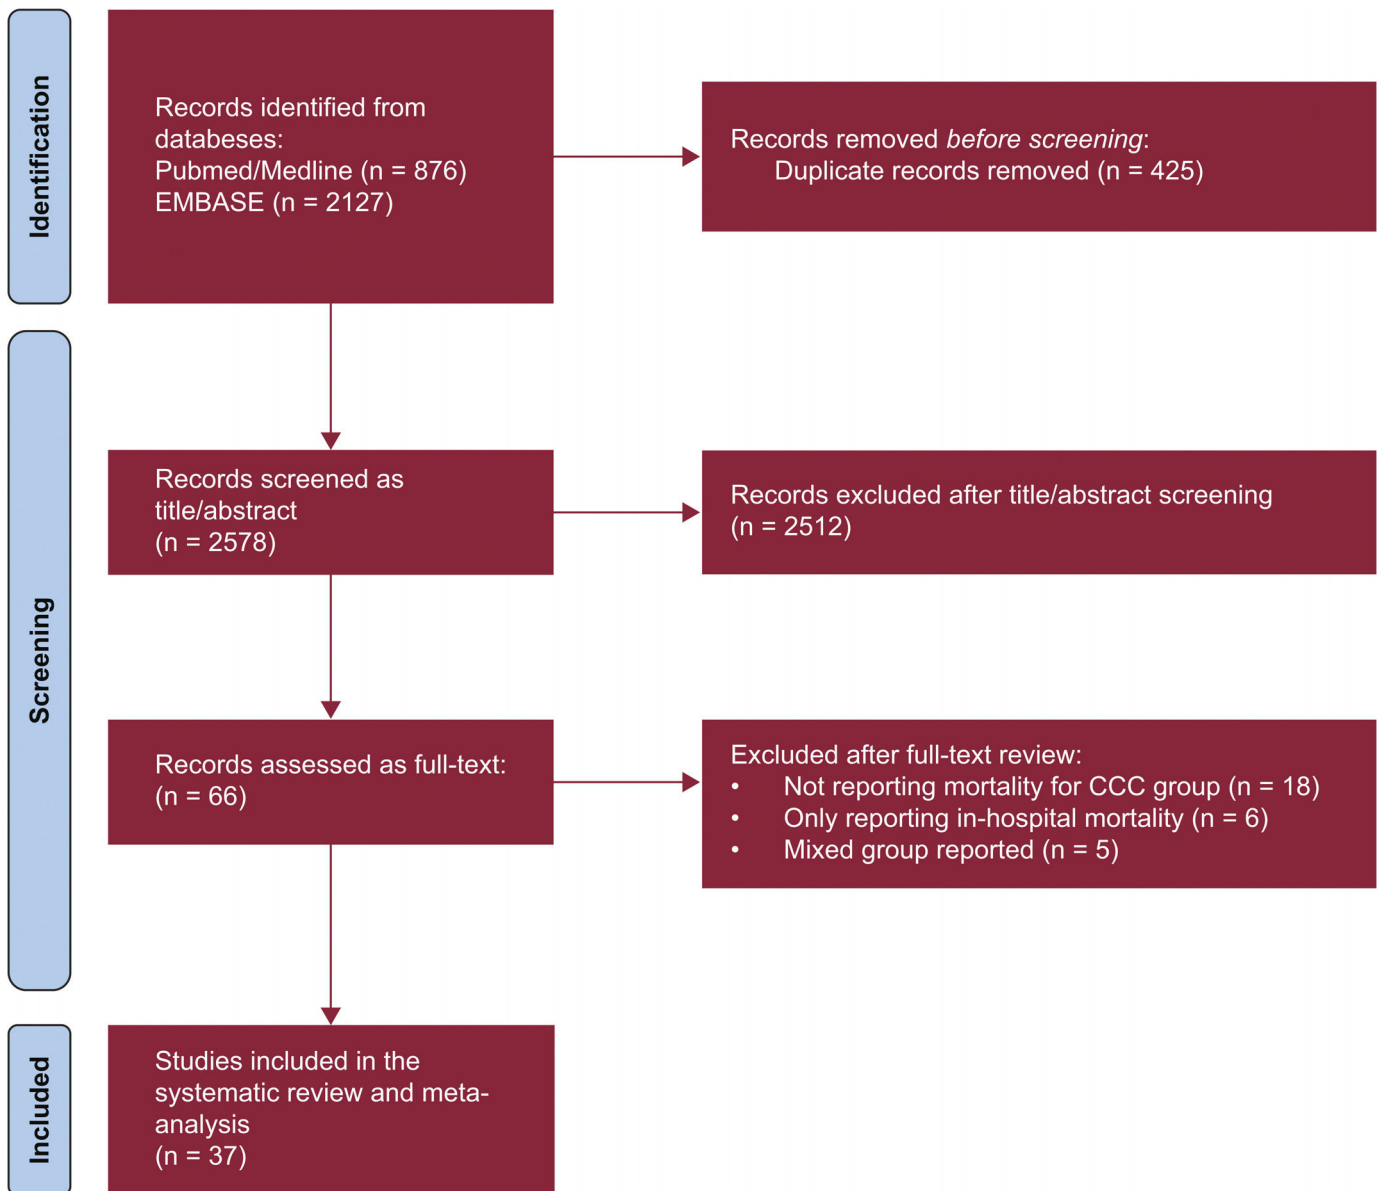 Identification
Records identified from
databeses:
Pubmed/Medline (n = 876)
EMBASE (n = 2127)
Records removed before screening:
Duplicate records removed (n = 425)
Screening
Records screened as
title/abstract
(n = 2578)
Records excluded after title/abstract screening
(n = 2512)
Records assessed as full-text:
(n = 66)
Excluded after full-text review:
• Not reporting mortality for CCC group (n = 18)
• Only reporting in-hospital mortality (n = 6)
• Mixed group reported (n = 5)
Included
Studies included in the
systematic review and meta-
analysis
(n = 37)